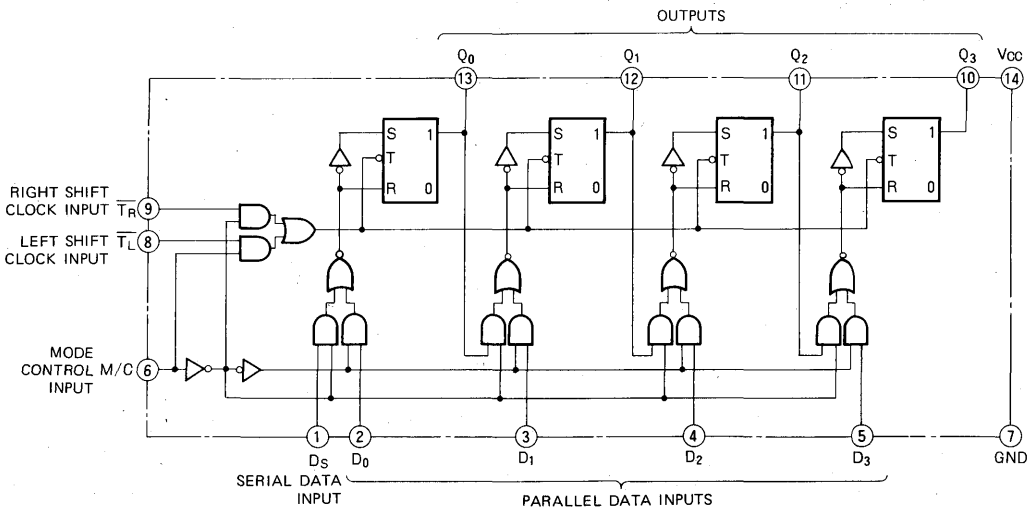 OUTPUTS
Q0 Q1 Q2 Q3 VCC
13 12 11 10 14
S 1 S 1 S 1 S 1
T T T T
R 0 R 0 R 0 R 0
RIGHT SHIFT
CLOCK INPUT T̅R̅ 9
LEFT SHIFT T̅L̅ 8
CLOCK INPUT
MODE
CONTROL M/C 6
INPUT
1 2 3 4 5 7
DS D0 D1 D2 D3 GND
SERIAL DATA
INPUT
PARALLEL DATA INPUTS